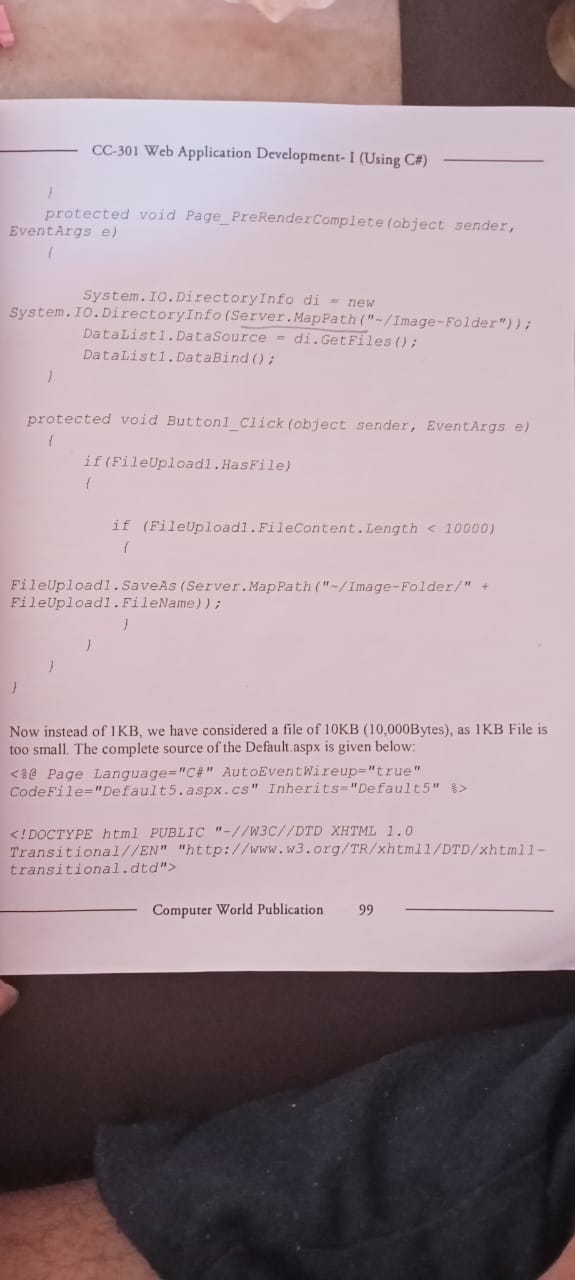 CC-301 Web Application Development- I (Using C#)
}
protected void Page_PreRenderComplete(object sender,
EventArgs e)
{
System.IO.DirectoryInfo di = new
System.IO.DirectoryInfo(Server.MapPath("~/Image-Folder"));
DataList1.DataSource = di.GetFiles();
DataList1.DataBind();
}
protected void Button1_Click(object sender, EventArgs e)
{
if(FileUpload1.HasFile)
{
if (FileUpload1.FileContent.Length < 10000)
{
FileUpload1.SaveAs(Server.MapPath("~/Image-Folder/" +
FileUpload1.FileName));
}
}
}
}
Now instead of 1KB, we have considered a file of 10KB (10,000Bytes), as 1KB File is
too small. The complete source of the Default.aspx is given below:
<%@ Page Language="C#" AutoEventWireup="true"
CodeFile="Default5.aspx.cs" Inherits="Default5" %>
<!DOCTYPE html PUBLIC "-//W3C//DTD XHTML 1.0
Transitional//EN" "http://www.w3.org/TR/xhtml1/DTD/xhtml1-
transitional.dtd">
Computer World Publication 99